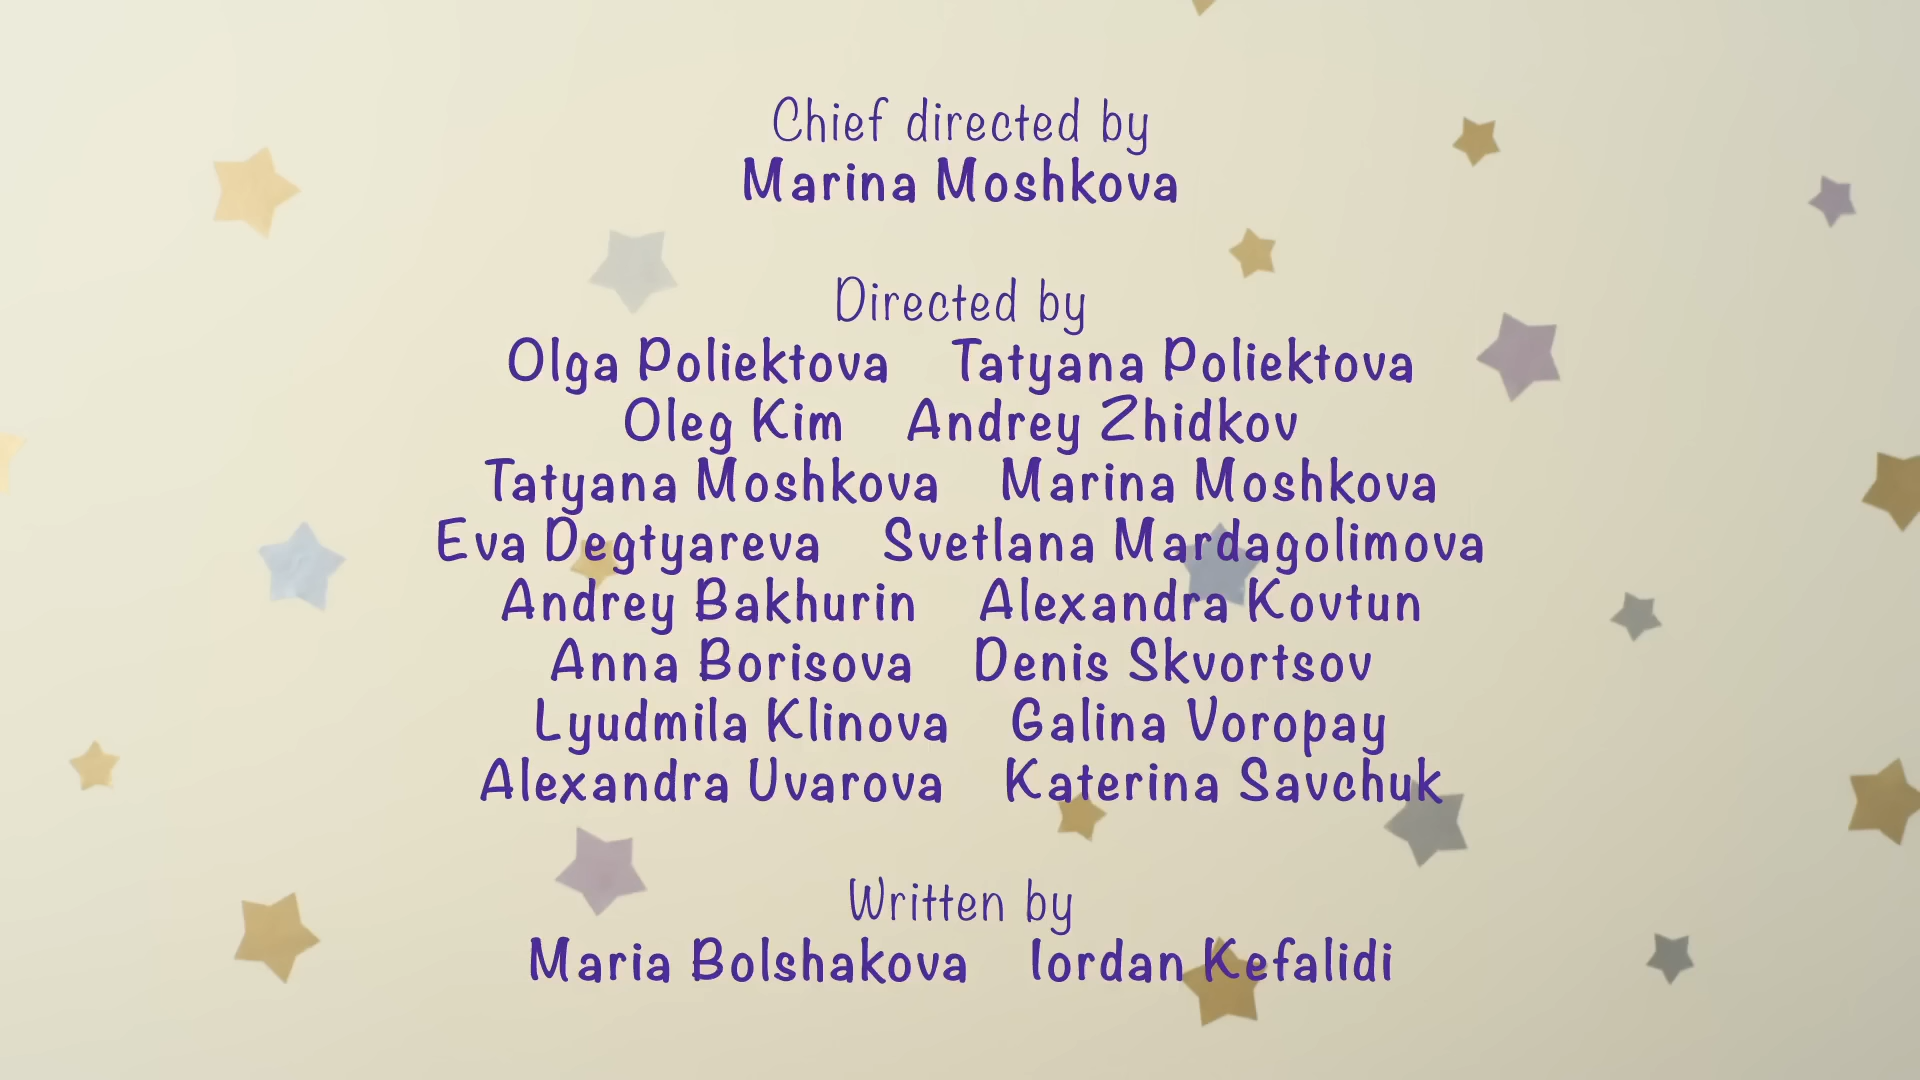 Chief directed by
Marina Moshkova
Directed by
Olga Poliektova Tatyana Poliektova
Oleg Kim Andrey Zhidkov
Tatyana Moshkova Marina Moshkova
Eva Degtyareva Svetlana Mardagolimova
Andrey Bakhurin Alexandra Kovtun
Anna Borisova Denis Skvortsov
Lyudmila Klinova Galina Voropay
Alexandra Uvarova Katerina Savchuk
Written by
Maria Bolshakova Iordan Kefalidi